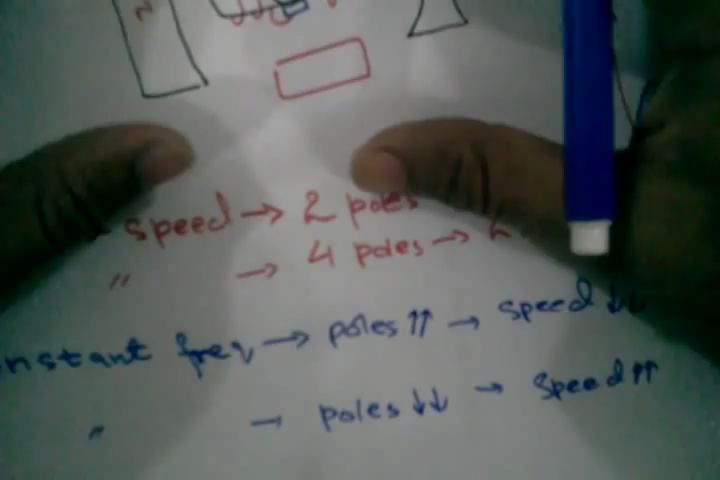 N
speed → 2 poles
〃 → 4 poles →
nstant freq → poles ↑↑ → speed ↓↓
〃 → poles ↓↓ → speed ↑↑